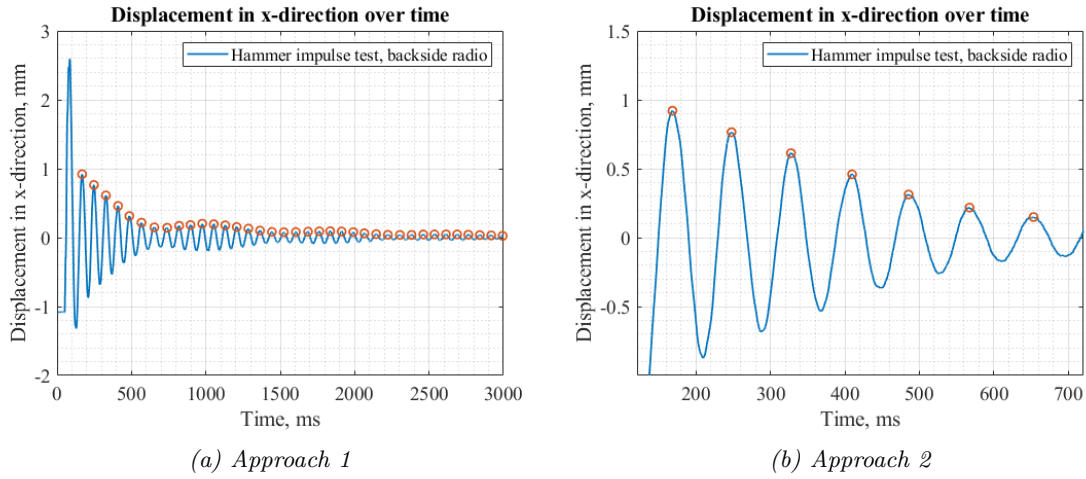 Displacement in x-direction over time
Displacement in x-direction, mm
3
2
1
0
-1
-2
Hammer impulse test, backside radio
0 500 1000 1500 2000 2500 3000
Time, ms
(a) Approach 1
Displacement in x-direction over time
Displacement in x-direction, mm
1.5
1
0.5
0
-0.5
Hammer impulse test, backside radio
200 300 400 500 600 700
Time, ms
(b) Approach 2